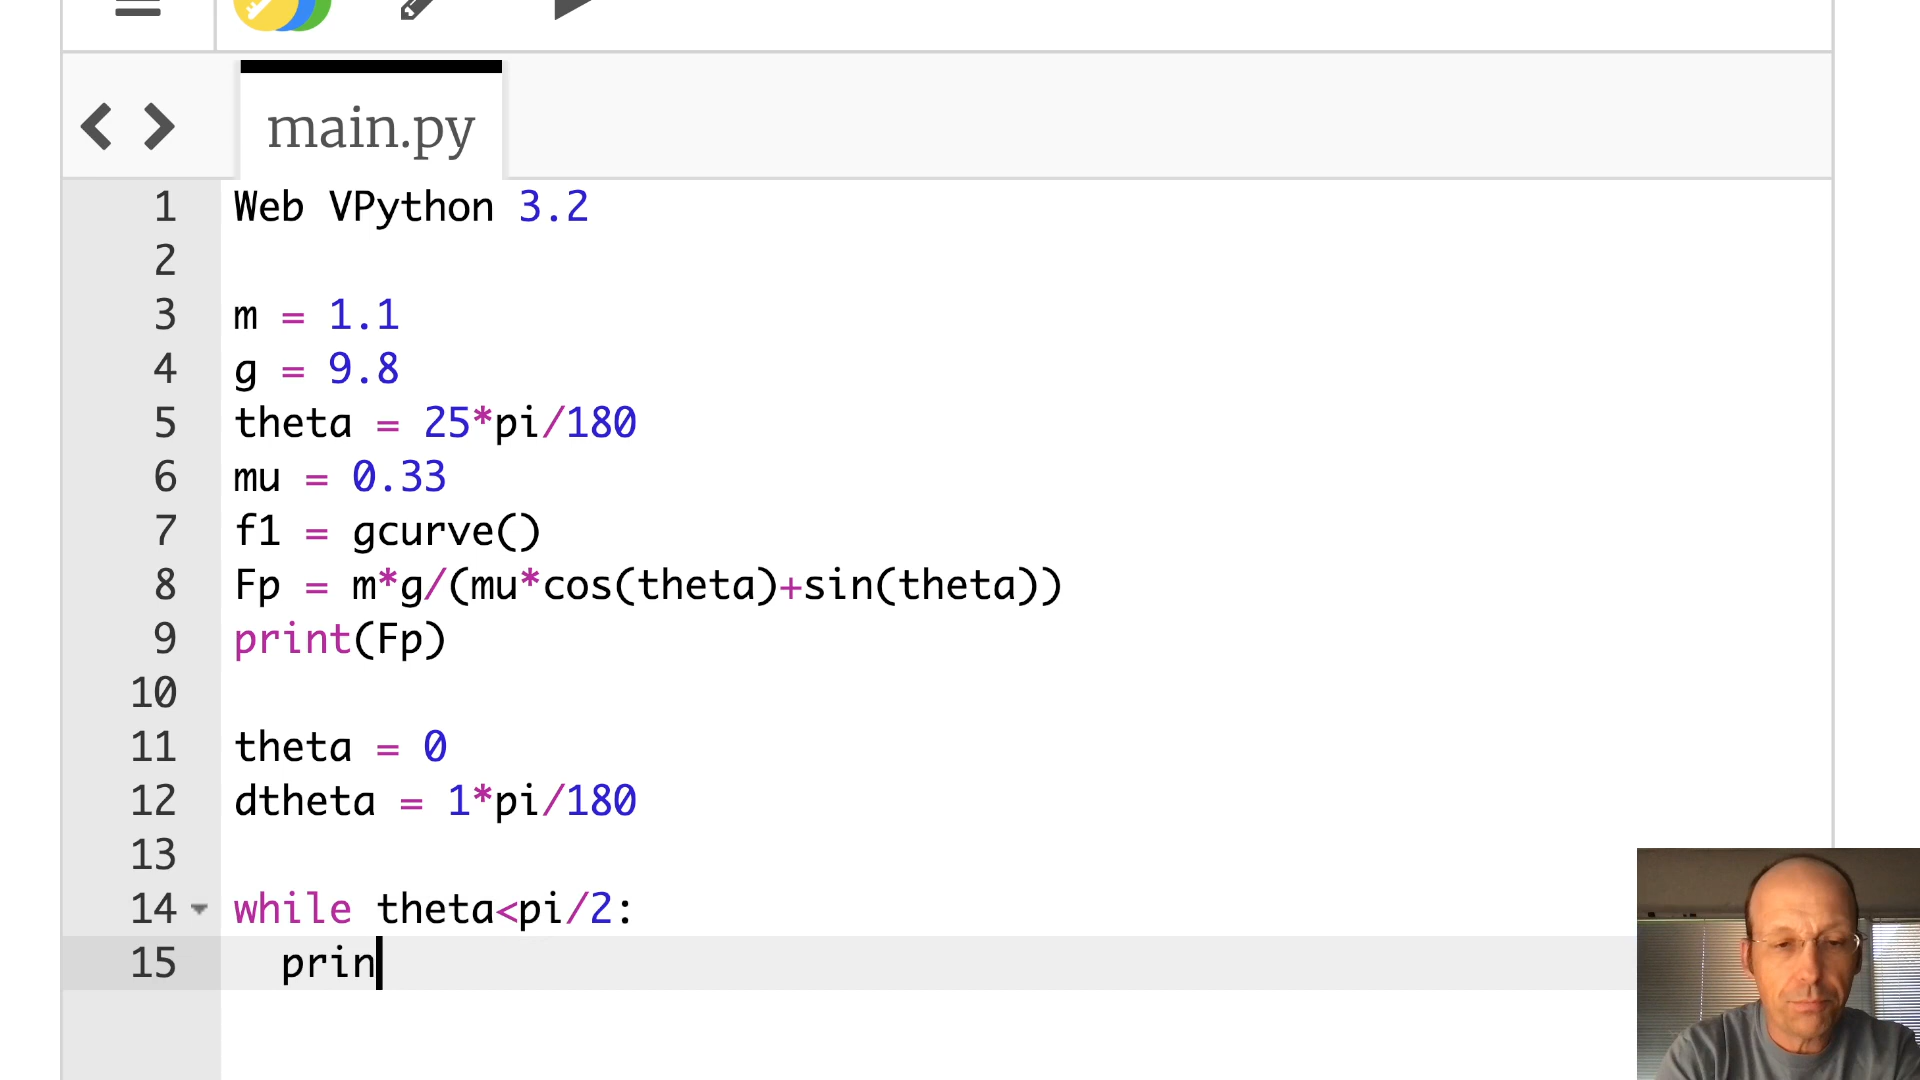 main.py
1 Web VPython 3.2
2
3 m = 1.1
4 g = 9.8
5 theta = 25*pi/180
6 mu = 0.33
7 f1 = gcurve()
8 Fp = m*g/(mu*cos(theta)+sin(theta))
9 print(Fp)
10
11 theta = 0
12 dtheta = 1*pi/180
13
14 while theta<pi/2:
15 prin